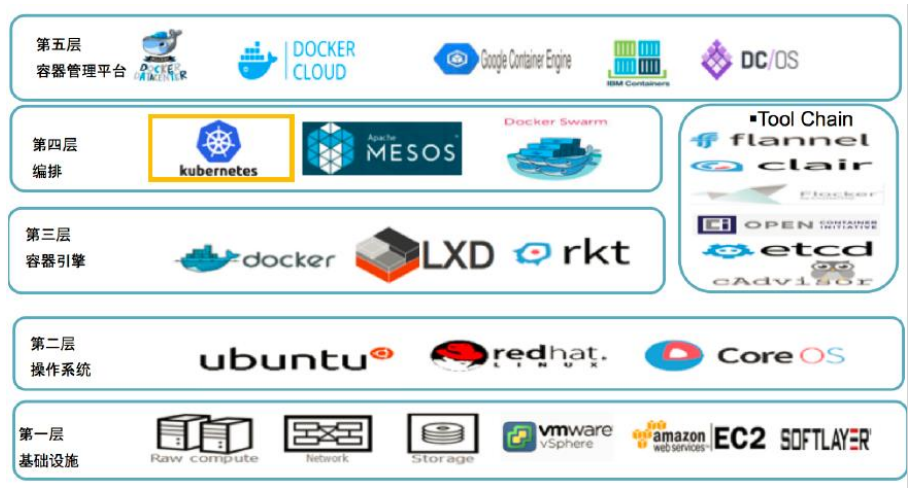 第五层
容器管理平台
DOCKER
DATACENTER
DOCKER
CLOUD
Google Container Engine
IBM Containers
DC/OS
第四层
编排
kubernetes
Apache
MESOS
Docker Swarm
▪Tool Chain
flannel
clair
Flocker
OPEN CONTAINER
INITIATIVE
etcd
cAdvisor
第三层
容器引擎
docker
LXD
rkt
第二层
操作系统
ubuntu
redhat.
LINUX
Core OS
第一层
基础设施
Raw compute
Network
Storage
vmware
vSphere
amazon
web services™
EC2
SOFTLAYER